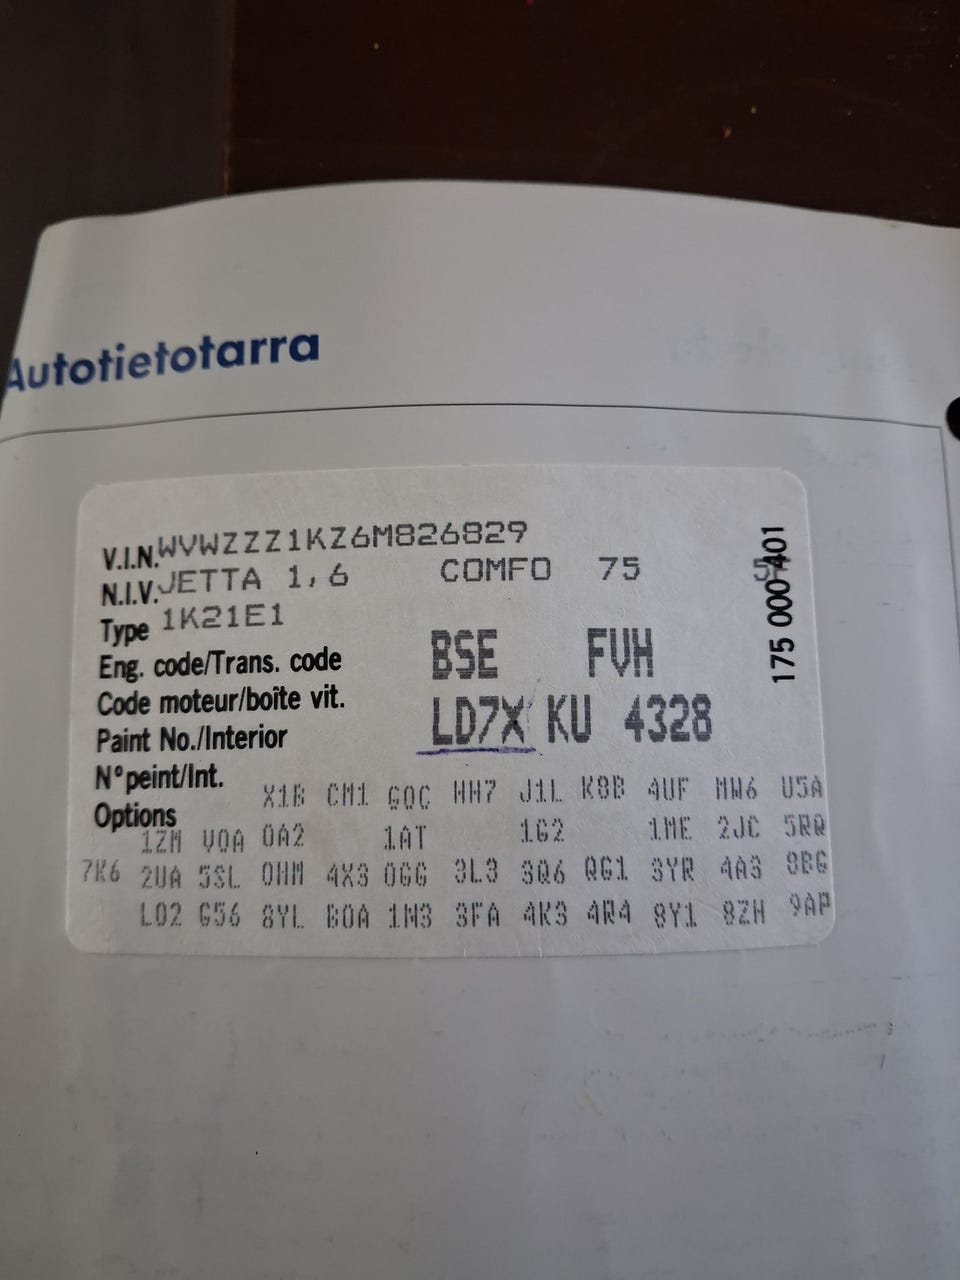 Autotietotarra
V.I.N. WVWZZZ1KZ6M826829
N.I.V. JETTA 1,6 COMFO 75
Type 1K21E1
Eng. code/Trans. code BSE FVH
Code moteur/boîte vit.
Paint No./Interior LD7X KU 4328
N° peint/Int.
Options X1B CM1 GOC HH7 J1L K8B 4UF MW6 U5A
1ZM VOA 0A2 1AT 1G2 1ME 2JC 5RQ
7K6 2UA 5SL 0HM 4X3 0GG 3L3 3Q6 QG1 3YR 4A3 8BG
L02 G56 8YL B0A 1N3 3FA 4K3 4R4 8Y1 8ZH 9AP
175 000 401